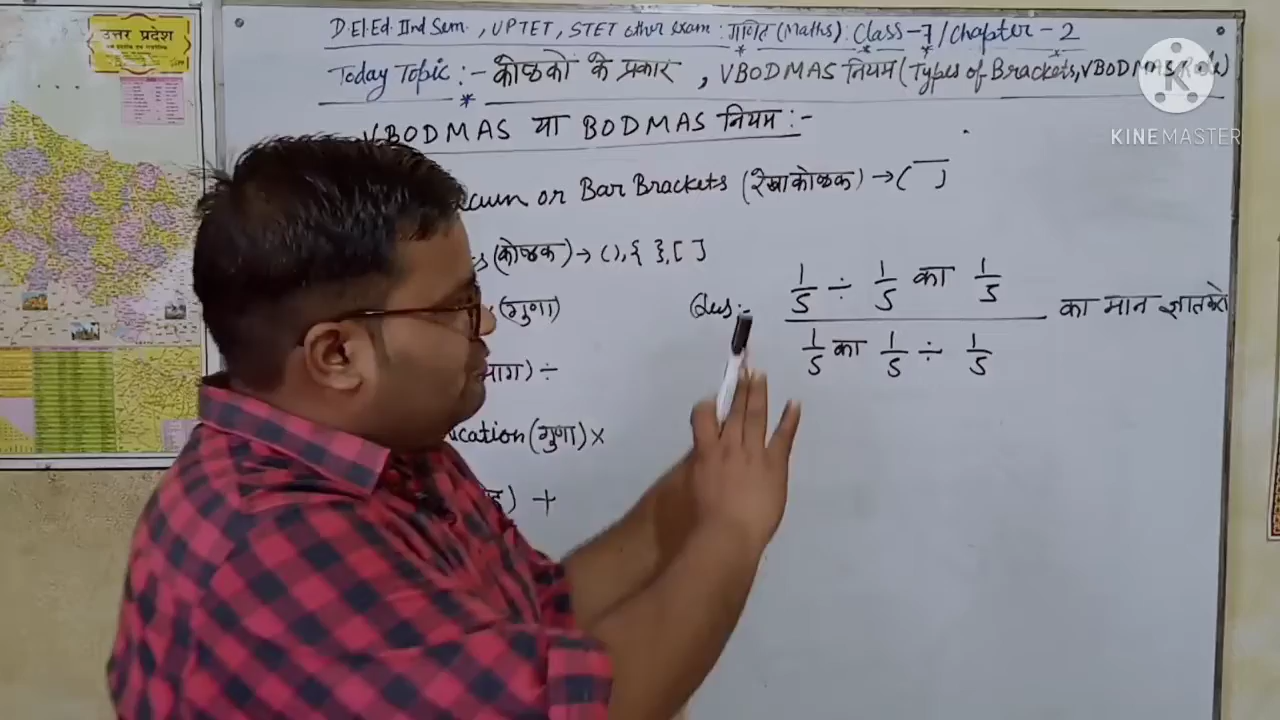 उत्तर प्रदेश
D.El.Ed. IInd Sem. , UPTET, STET other exam : गणित (Maths) : Class-7/Chapter-2
Today Topic :- कोष्ठको के प्रकार , VBODMAS नियम (Types of Brackets, VBODMAS
KINEMASTER
VBODMAS या BODMAS नियम :-
or Bar Brackets (रेखा कोष्ठक) → ( ‾ )
(कोष्ठक) → ( ), { }, [ ]
(गुणा)
÷
(गुणा) ×
+
Ques :- 1/5 ÷ 1/5 का 1/5 का मान ज्ञात करो
1/5 का 1/5 ÷ 1/5